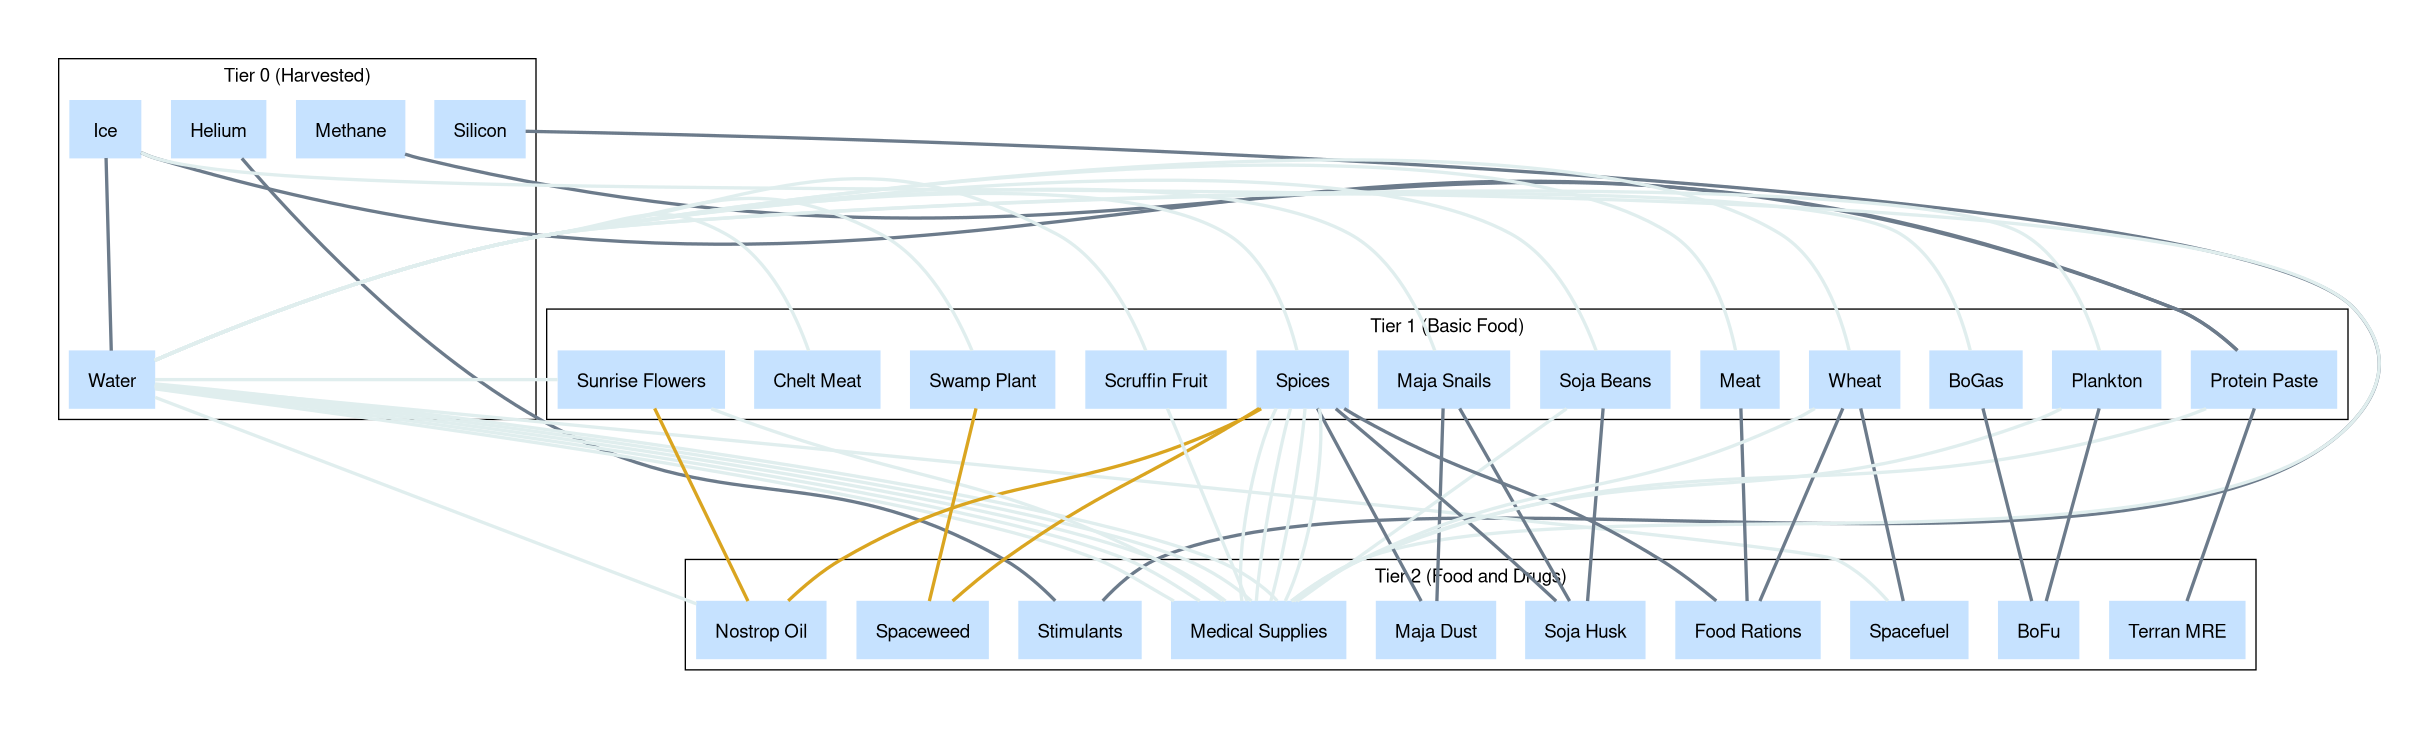 Tier 0 (Harvested)
Ice
Helium
Methane
Silicon
Water
Tier 1 (Basic Food)
Sunrise Flowers
Chelt Meat
Swamp Plant
Scruffin Fruit
Spices
Maja Snails
Soja Beans
Meat
Wheat
BoGas
Plankton
Protein Paste
Tier 2 (Food and Drugs)
Nostrop Oil
Spaceweed
Stimulants
Medical Supplies
Maja Dust
Soja Husk
Food Rations
Spacefuel
BoFu
Terran MRE